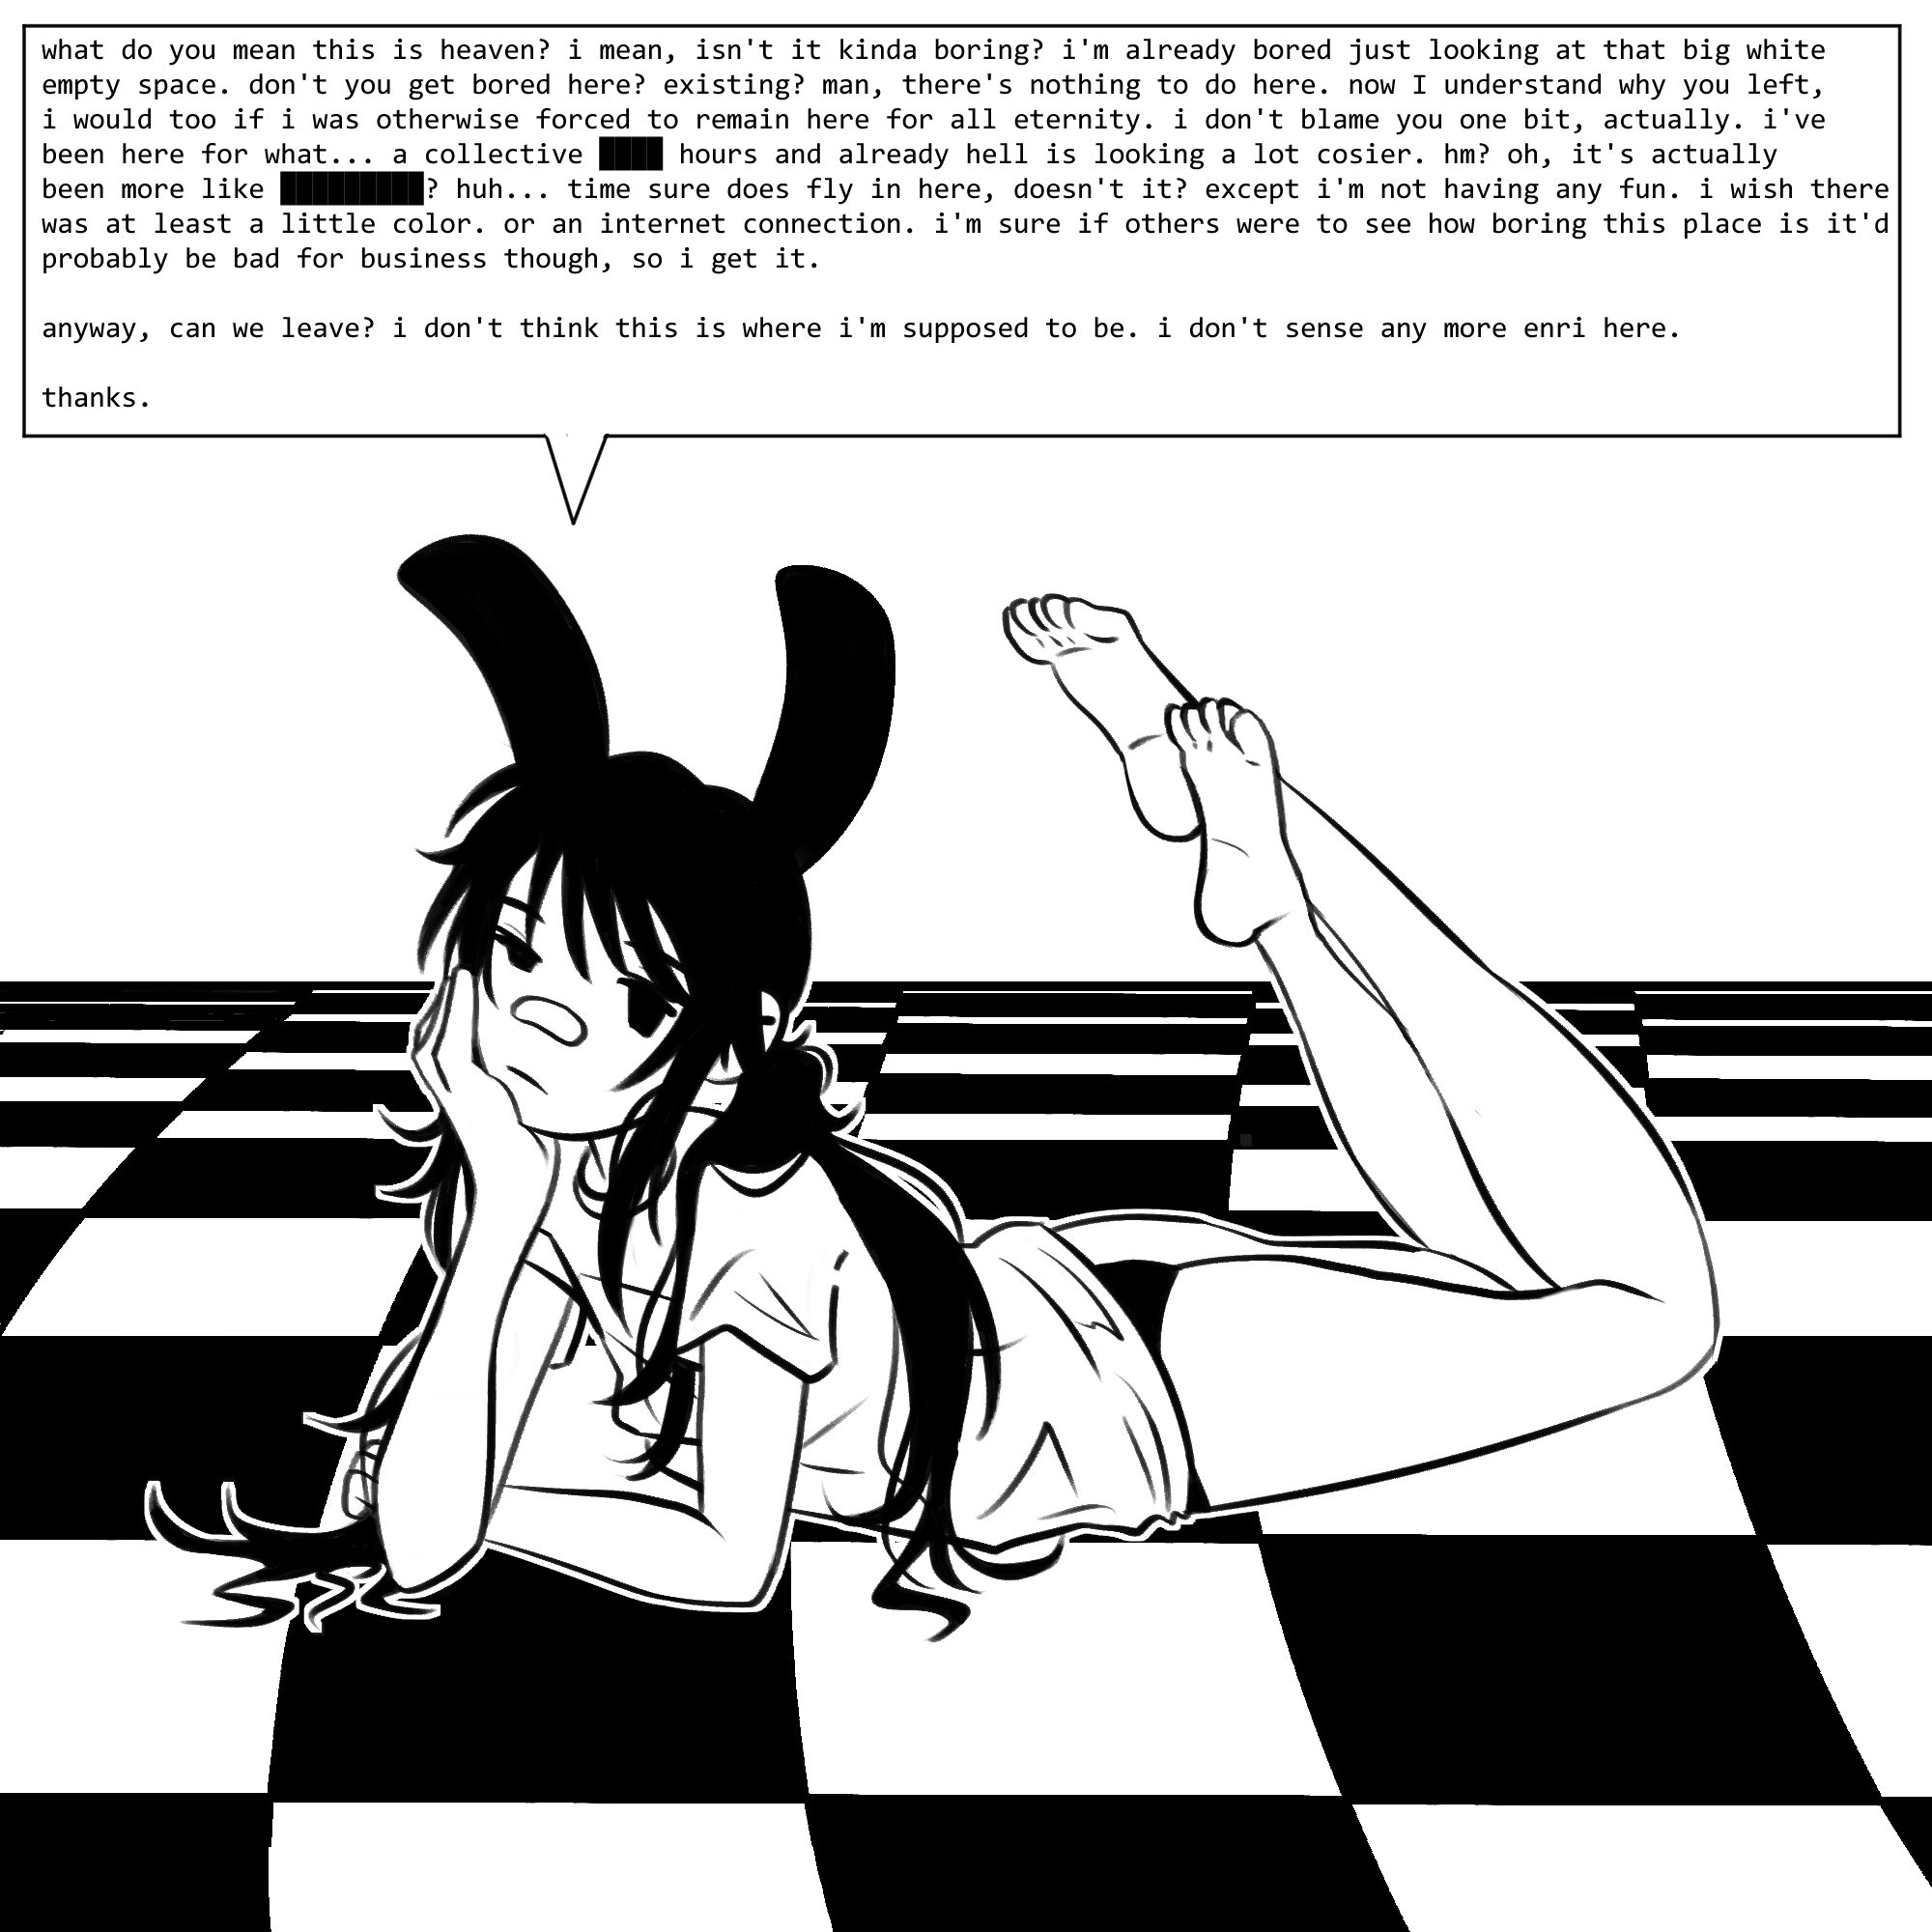 what do you mean this is heaven? i mean, isn't it kinda boring? i'm already bored just looking at that big white
empty space. don't you get bored here? existing? man, there's nothing to do here. now I understand why you left,
i would too if i was otherwise forced to remain here for all eternity. i don't blame you one bit, actually. i've
been here for what... a collective ████ hours and already hell is looking a lot cosier. hm? oh, it's actually
been more like █████████? huh... time sure does fly in here, doesn't it? except i'm not having any fun. i wish there
was at least a little color. or an internet connection. i'm sure if others were to see how boring this place is it'd
probably be bad for business though, so i get it.
anyway, can we leave? i don't think this is where i'm supposed to be. i don't sense any more enri here.
thanks.